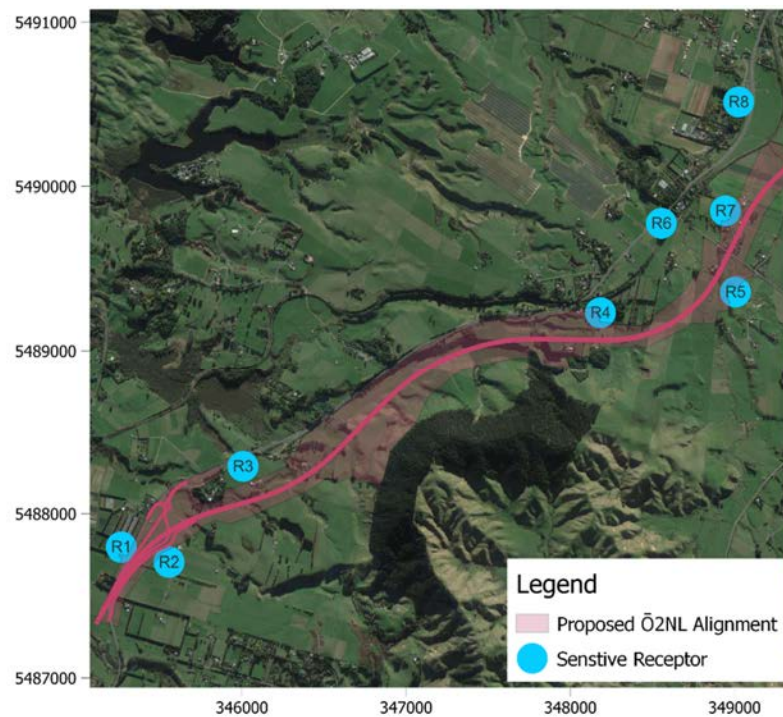 5491000
R8
5490000
R7
R6
R5
R4
5489000
R3
5488000
R1
R2
Legend
Proposed Ō2NL Alignment
Senstive Receptor
5487000
346000 347000 348000 349000